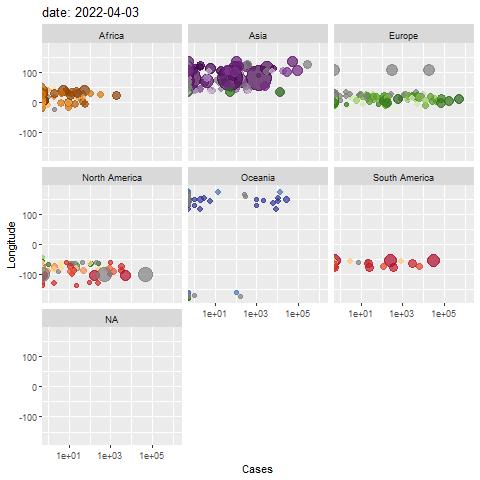 date: 2022-04-03
Africa
Asia
Europe
100
0
-100
North America
Oceania
South America
100
0
-100
1e+01 1e+03 1e+05
1e+01 1e+03 1e+05
NA
100
0
-100
1e+01 1e+03 1e+05
Longitude
Cases